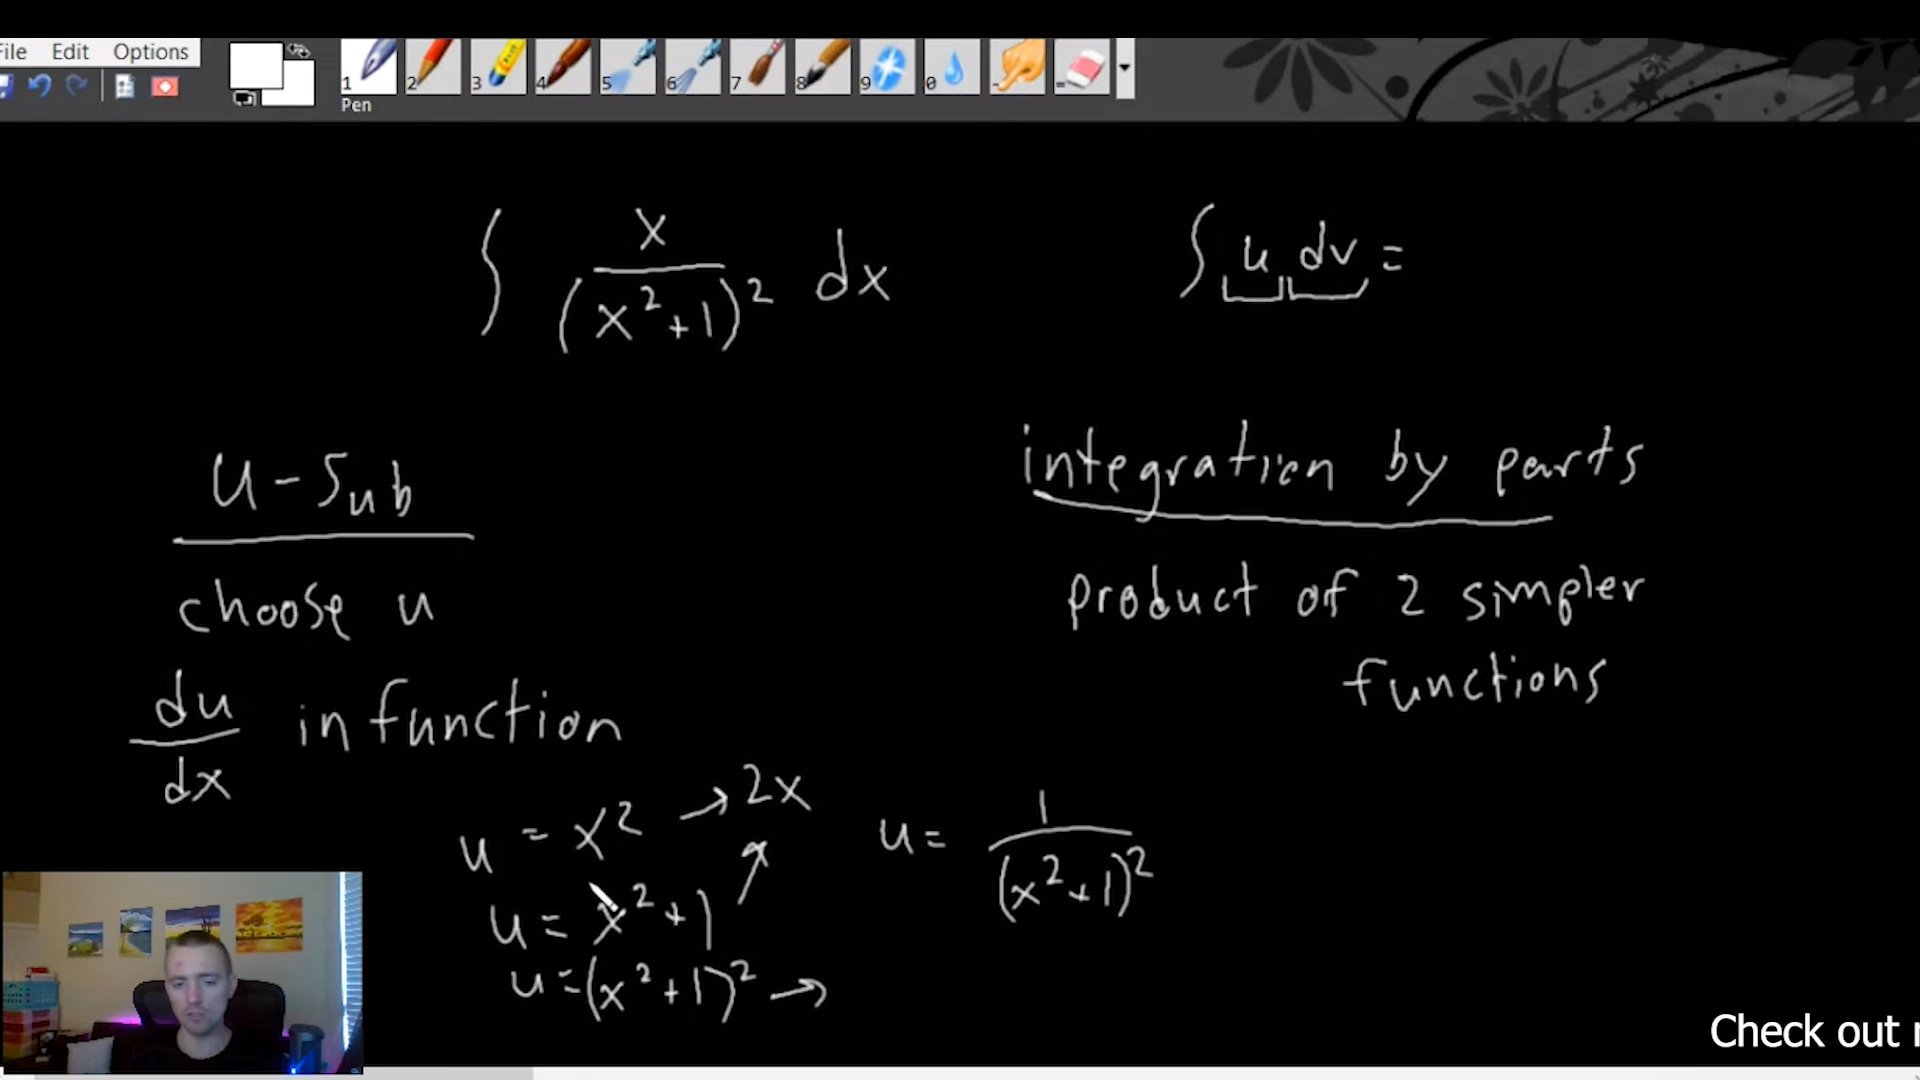 File Edit Options
1 2 3 4 5 6 7 8 9 0
Pen
∫ x / (x²+1)² dx
∫ u dv =
u-sub
choose u
du/dx in function
integration by parts
product of 2 simpler
functions
u = x² → 2x
u = x²+1
u = (x²+1)² →
u = 1 / (x²+1)²
Check out